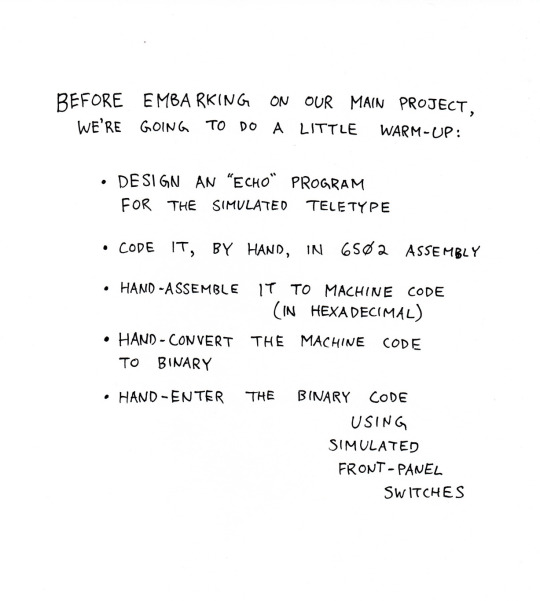 BEFORE EMBARKING ON OUR MAIN PROJECT,
WE'RE GOING TO DO A LITTLE WARM-UP:
• DESIGN AN "ECHO" PROGRAM
FOR THE SIMULATED TELETYPE
• CODE IT, BY HAND, IN 65Ø2 ASSEMBLY
• HAND-ASSEMBLE IT TO MACHINE CODE
(IN HEXADECIMAL)
• HAND-CONVERT THE MACHINE CODE
TO BINARY
• HAND-ENTER THE BINARY CODE
USING
SIMULATED
FRONT-PANEL
SWITCHES